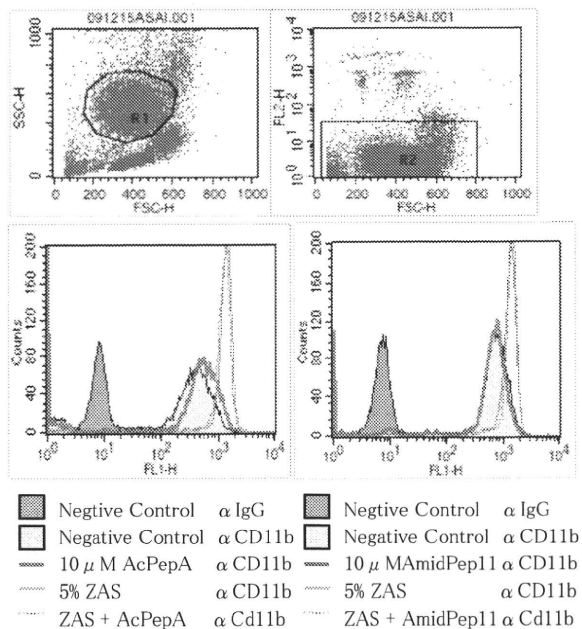 091215ASAI.001
1000
SSC-H
0
R1
0 200 400 600 800 1000
FSC-H
091215ASAI.001
10^4
10^3
10^2
10^1
10^0
FL2-H
R2
0 200 400 600 800 1000
FSC-H
200
160
120
80
40
0
Counts
10^0 10^1 10^2 10^3 10^4
FL1-H
200
160
120
80
40
0
Counts
10^0 10^1 10^2 10^3 10^4
FL1-H
Negtive Control α IgG
Negative Control α CD11b
10 μ M AcPepA α CD11b
5% ZAS α CD11b
ZAS + AcPepA α Cd11b
Negtive Control α IgG
Negative Control α CD11b
10 μ MAmidPep11 α CD11b
5% ZAS α CD11b
ZAS + AmidPep11 α Cd11b